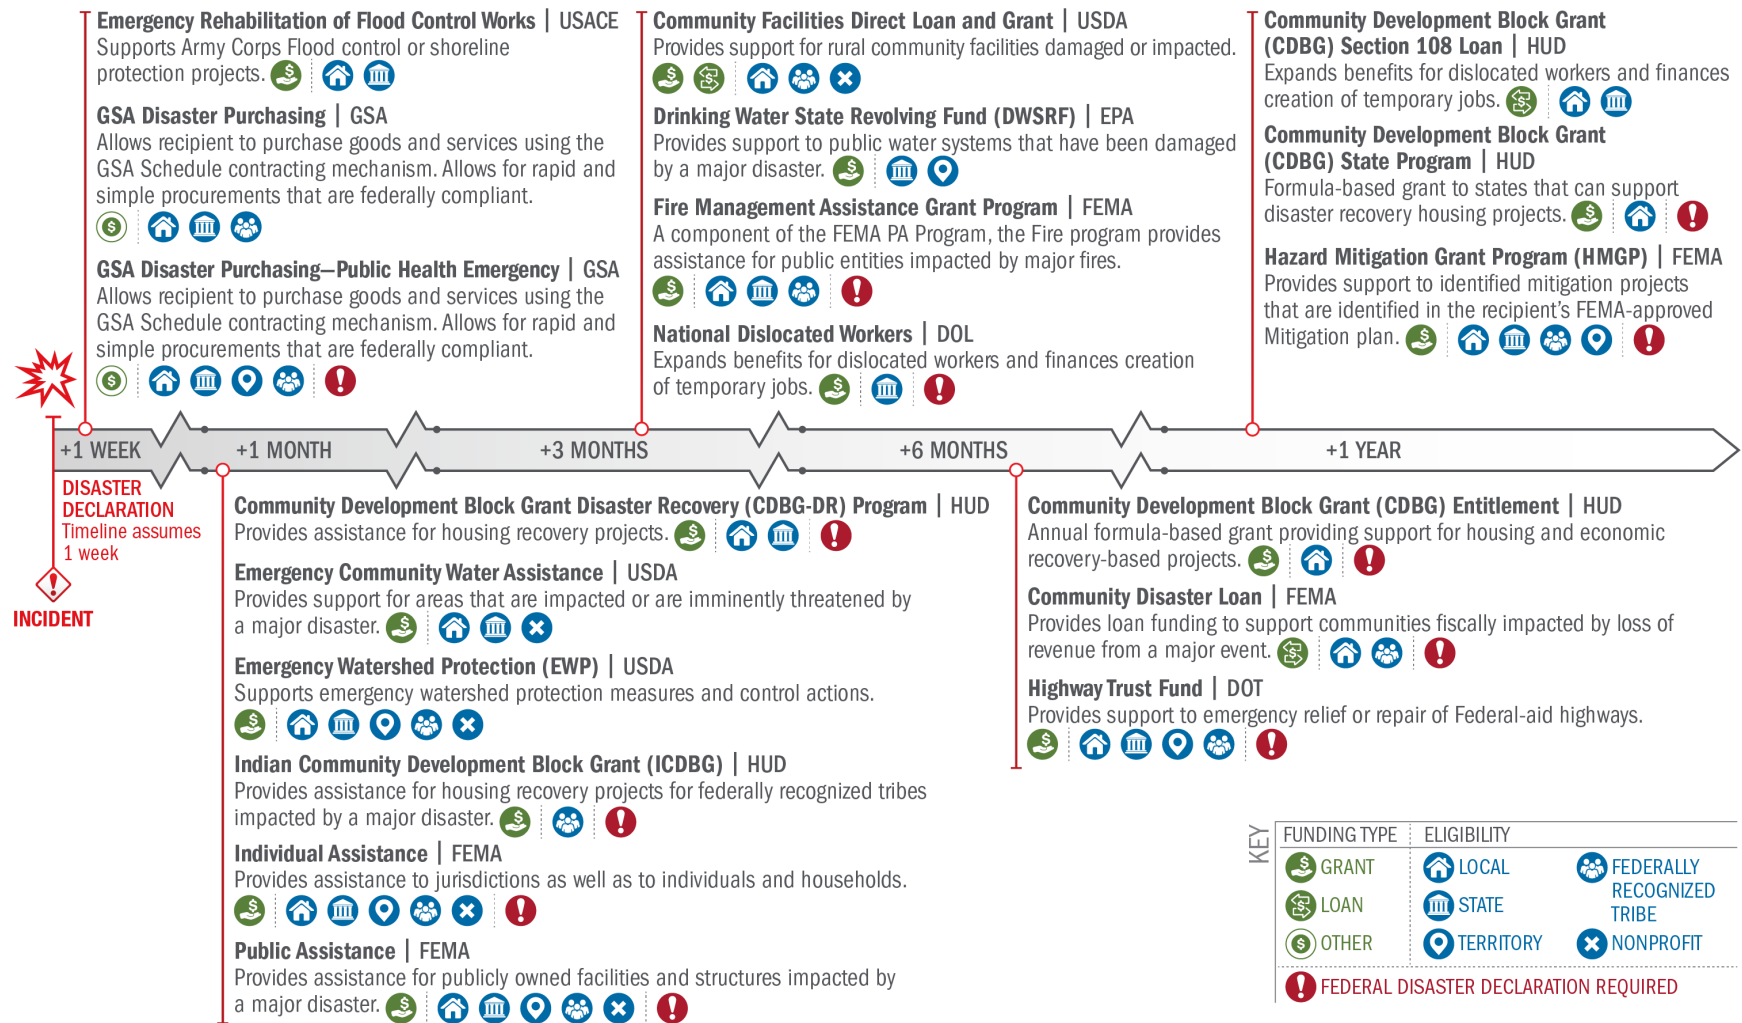 Emergency Rehabilitation of Flood Control Works | USACE
Supports Army Corps Flood control or shoreline
protection projects.
GSA Disaster Purchasing | GSA
Allows recipient to purchase goods and services using the
GSA Schedule contracting mechanism. Allows for rapid and
simple procurements that are federally compliant.
GSA Disaster Purchasing—Public Health Emergency | GSA
Allows recipient to purchase goods and services using the
GSA Schedule contracting mechanism. Allows for rapid and
simple procurements that are federally compliant.
Community Facilities Direct Loan and Grant | USDA
Provides support for rural community facilities damaged or impacted.
Drinking Water State Revolving Fund (DWSRF) | EPA
Provides support to public water systems that have been damaged
by a major disaster.
Fire Management Assistance Grant Program | FEMA
A component of the FEMA PA Program, the Fire program provides
assistance for public entities impacted by major fires.
National Dislocated Workers | DOL
Expands benefits for dislocated workers and finances creation
of temporary jobs.
Community Development Block Grant
(CDBG) Section 108 Loan | HUD
Expands benefits for dislocated workers and finances
creation of temporary jobs.
Community Development Block Grant
(CDBG) State Program | HUD
Formula-based grant to states that can support
disaster recovery housing projects.
Hazard Mitigation Grant Program (HMGP) | FEMA
Provides support to identified mitigation projects
that are identified in the recipient's FEMA-approved
Mitigation plan.
+1 WEEK
+1 MONTH
+3 MONTHS
+6 MONTHS
+1 YEAR
DISASTER
DECLARATION
Timeline assumes
1 week
INCIDENT
Community Development Block Grant Disaster Recovery (CDBG-DR) Program | HUD
Provides assistance for housing recovery projects.
Emergency Community Water Assistance | USDA
Provides support for areas that are impacted or are imminently threatened by
a major disaster.
Emergency Watershed Protection (EWP) | USDA
Supports emergency watershed protection measures and control actions.
Indian Community Development Block Grant (ICDBG) | HUD
Provides assistance for housing recovery projects for federally recognized tribes
impacted by a major disaster.
Individual Assistance | FEMA
Provides assistance to jurisdictions as well as to individuals and households.
Public Assistance | FEMA
Provides assistance for publicly owned facilities and structures impacted by
a major disaster.
Community Development Block Grant (CDBG) Entitlement | HUD
Annual formula-based grant providing support for housing and economic
recovery-based projects.
Community Disaster Loan | FEMA
Provides loan funding to support communities fiscally impacted by loss of
revenue from a major event.
Highway Trust Fund | DOT
Provides support to emergency relief or repair of Federal-aid highways.
KEY
FUNDING TYPE
ELIGIBILITY
GRANT
LOAN
OTHER
LOCAL
STATE
TERRITORY
FEDERALLY
RECOGNIZED
TRIBE
NONPROFIT
FEDERAL DISASTER DECLARATION REQUIRED